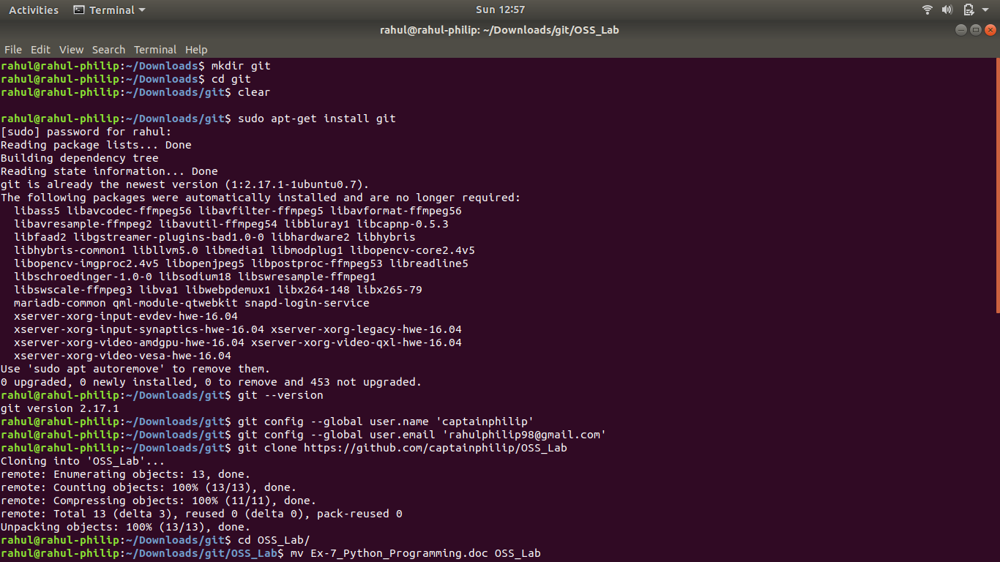 Activities Terminal Sun 12:57
rahul@rahul-philip: ~/Downloads/git/OSS_Lab
File Edit View Search Terminal Help
rahul@rahul-philip:~/Downloads$ mkdir git
rahul@rahul-philip:~/Downloads$ cd git
rahul@rahul-philip:~/Downloads/git$ clear
rahul@rahul-philip:~/Downloads/git$ sudo apt-get install git
[sudo] password for rahul:
Reading package lists... Done
Building dependency tree
Reading state information... Done
git is already the newest version (1:2.17.1-1ubuntu0.7).
The following packages were automatically installed and are no longer required:
  libass5 libavcodec-ffmpeg56 libavfilter-ffmpeg5 libavformat-ffmpeg56
  libavresample-ffmpeg2 libavutil-ffmpeg54 libbluray1 libcapnp-0.5.3
  libfaad2 libgstreamer-plugins-bad1.0-0 libhardware2 libhybris
  libhybris-common1 libllvm5.0 libmedia1 libmodplug1 libopencv-core2.4v5
  libopencv-imgproc2.4v5 libopenjpeg5 libpostproc-ffmpeg53 libreadline5
  libschroedinger-1.0-0 libsodium18 libswresample-ffmpeg1
  libswscale-ffmpeg3 libva1 libwebpdemux1 libx264-148 libx265-79
  mariadb-common qml-module-qtwebkit snapd-login-service
  xserver-xorg-input-evdev-hwe-16.04
  xserver-xorg-input-synaptics-hwe-16.04 xserver-xorg-legacy-hwe-16.04
  xserver-xorg-video-amdgpu-hwe-16.04 xserver-xorg-video-qxl-hwe-16.04
  xserver-xorg-video-vesa-hwe-16.04
Use 'sudo apt autoremove' to remove them.
0 upgraded, 0 newly installed, 0 to remove and 453 not upgraded.
rahul@rahul-philip:~/Downloads/git$ git --version
git version 2.17.1
rahul@rahul-philip:~/Downloads/git$ git config --global user.name 'captainphilip'
rahul@rahul-philip:~/Downloads/git$ git config --global user.email 'rahulphilip98@gmail.com'
rahul@rahul-philip:~/Downloads/git$ git clone https://github.com/captainphilip/OSS_Lab
Cloning into 'OSS_Lab'...
remote: Enumerating objects: 13, done.
remote: Counting objects: 100% (13/13), done.
remote: Compressing objects: 100% (11/11), done.
remote: Total 13 (delta 3), reused 0 (delta 0), pack-reused 0
Unpacking objects: 100% (13/13), done.
rahul@rahul-philip:~/Downloads/git$ cd OSS_Lab/
rahul@rahul-philip:~/Downloads/git/OSS_Lab$ mv Ex-7_Python_Programming.doc OSS_Lab